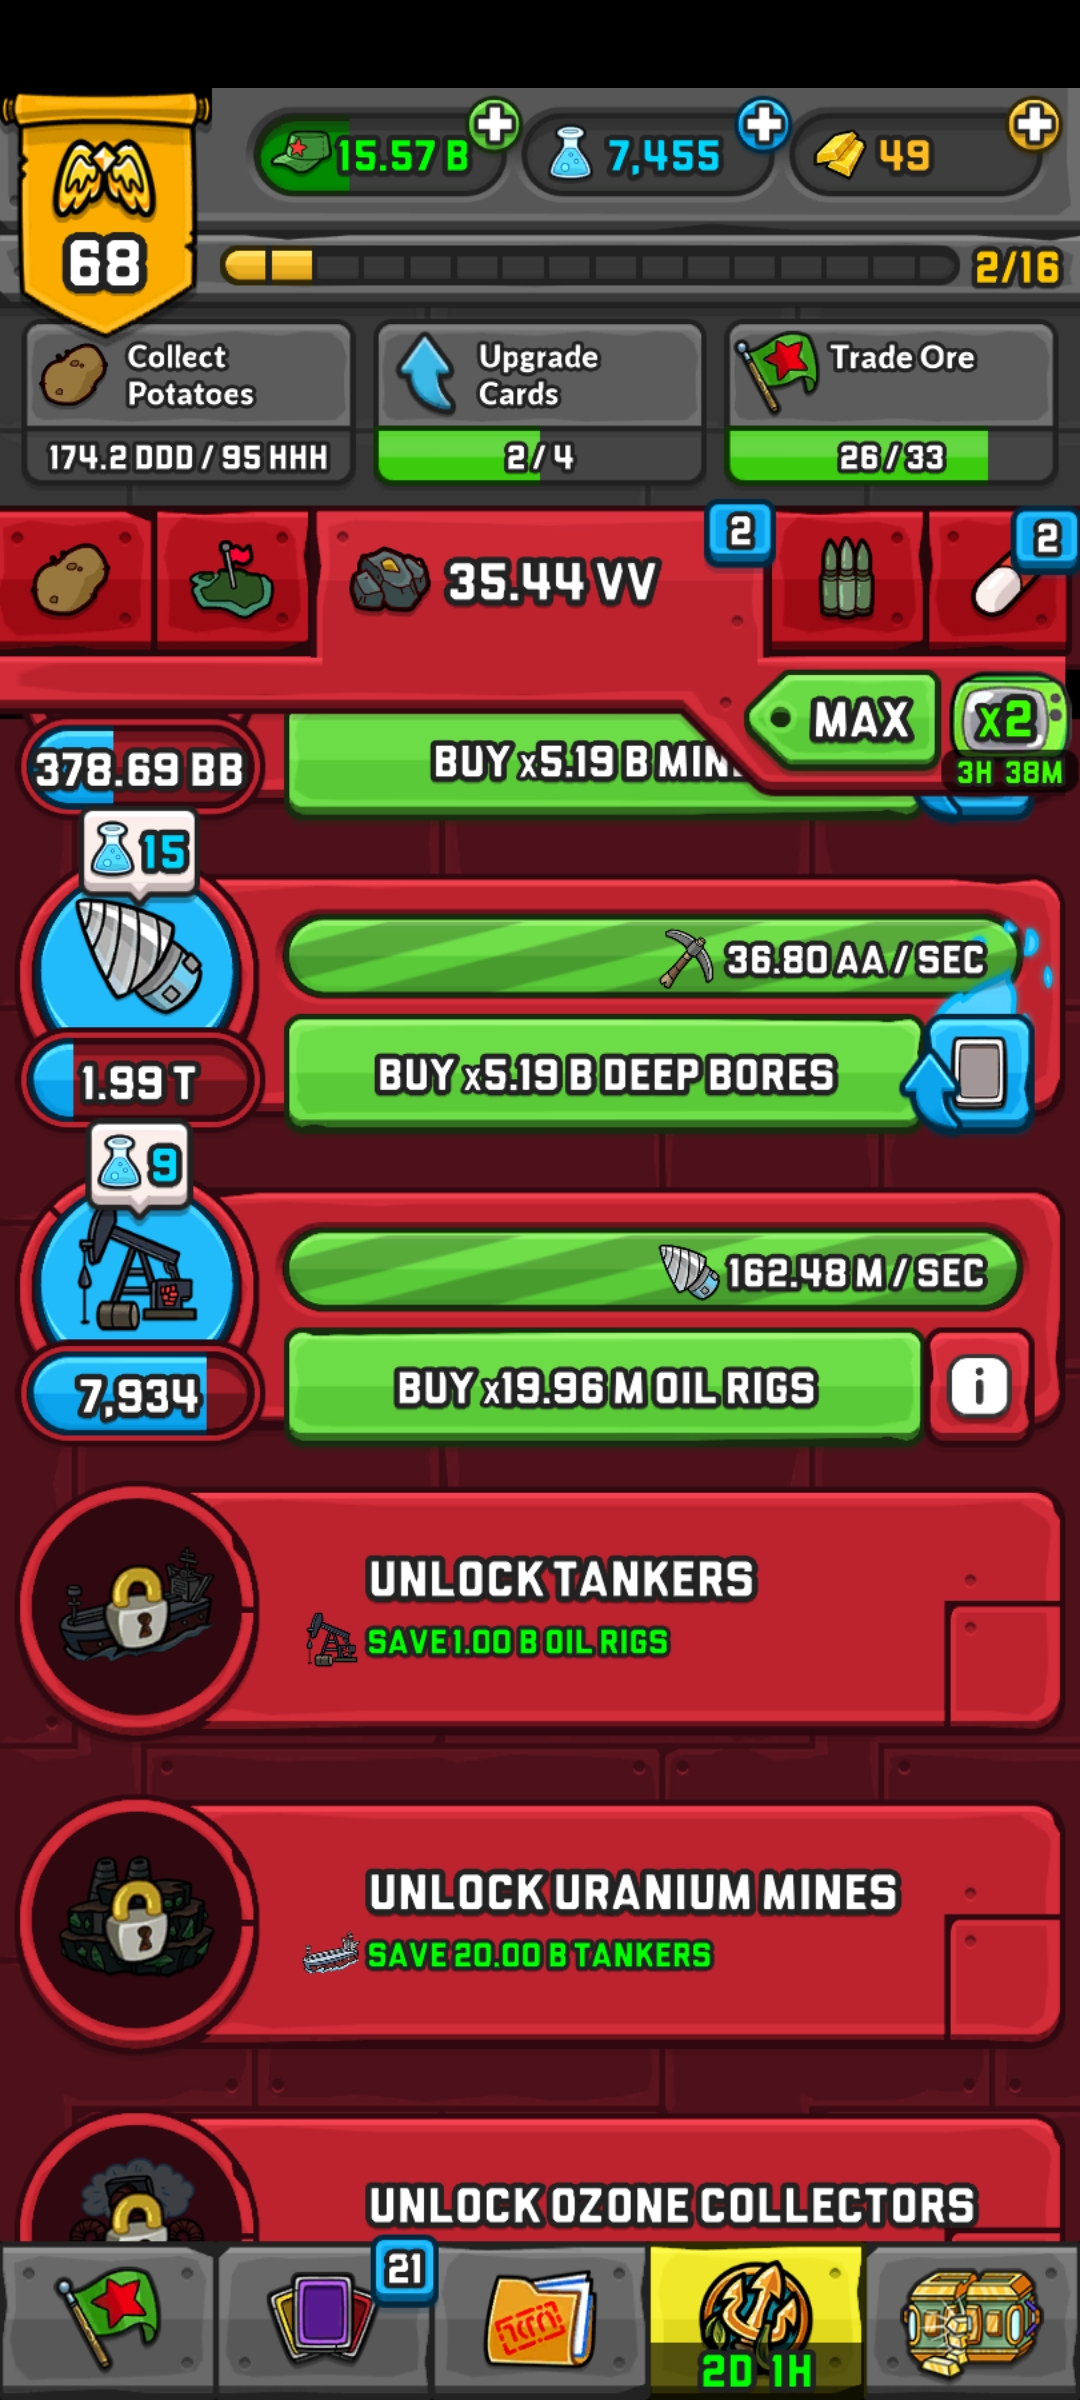 15.57 B
7,455
49
68
2/16
Collect
Potatoes
174.2 DDD / 95 HHH
Upgrade
Cards
2/4
Trade Ore
26/33
35.44 VV
2
2
MAX
x2
3H 38M
378.69 BB
BUY x5.19 B MIN
15
36.80 AA / SEC
1.99 T
BUY x5.19 B DEEP BORES
9
162.48 M / SEC
7,934
BUY x19.96 M OIL RIGS
i
UNLOCK TANKERS
SAVE 1.00 B OIL RIGS
UNLOCK URANIUM MINES
SAVE 20.00 B TANKERS
UNLOCK OZONE COLLECTORS
21
2D 1H